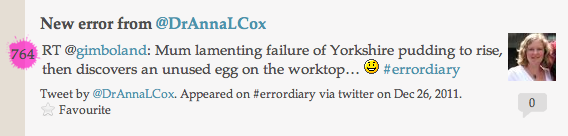 New error from @DrAnnaLCox
764
RT @gimboland: Mum lamenting failure of Yorkshire pudding to rise,
then discovers an unused egg on the worktop... #errordiary
Tweet by @DrAnnaLCox. Appeared on #errordiary via twitter on Dec 26, 2011.
Favourite
0